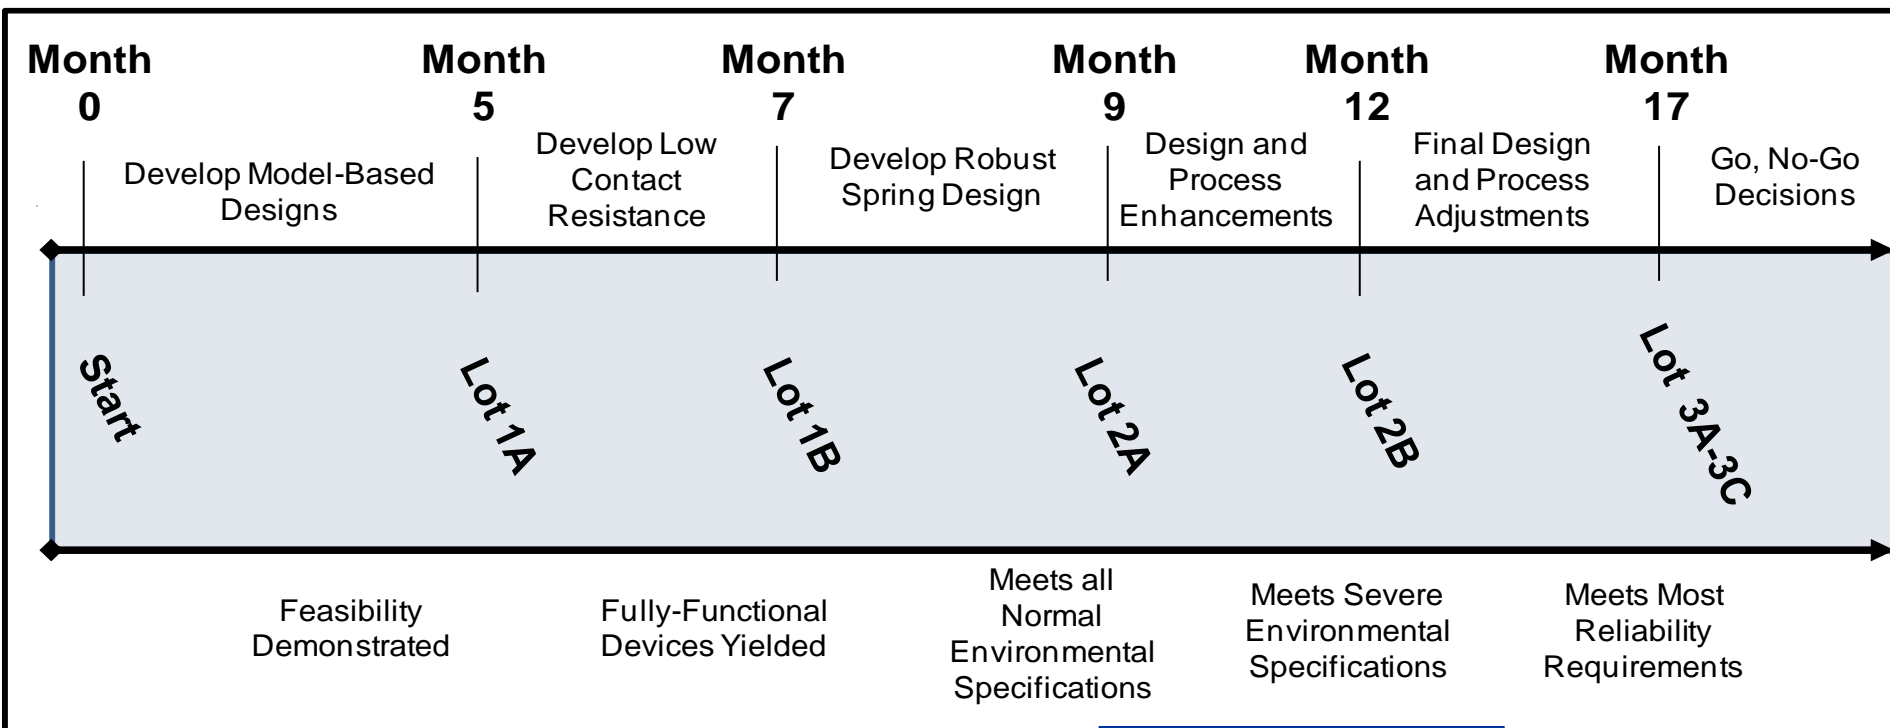 Month
0
Month
5
Month
7
Month
9
Month
12
Month
17
Develop Model-Based
Designs
Develop Low
Contact
Resistance
Develop Robust
Spring Design
Design and
Process
Enhancements
Final Design
and Process
Adjustments
Go, No-Go
Decisions
Start
Lot 1A
Lot 1B
Lot 2A
Lot 2B
Lot 3A-3C
Feasibility
Demonstrated
Fully-Functional
Devices Yielded
Meets all
Normal
Environmental
Specifications
Meets Severe
Environmental
Specifications
Meets Most
Reliability
Requirements